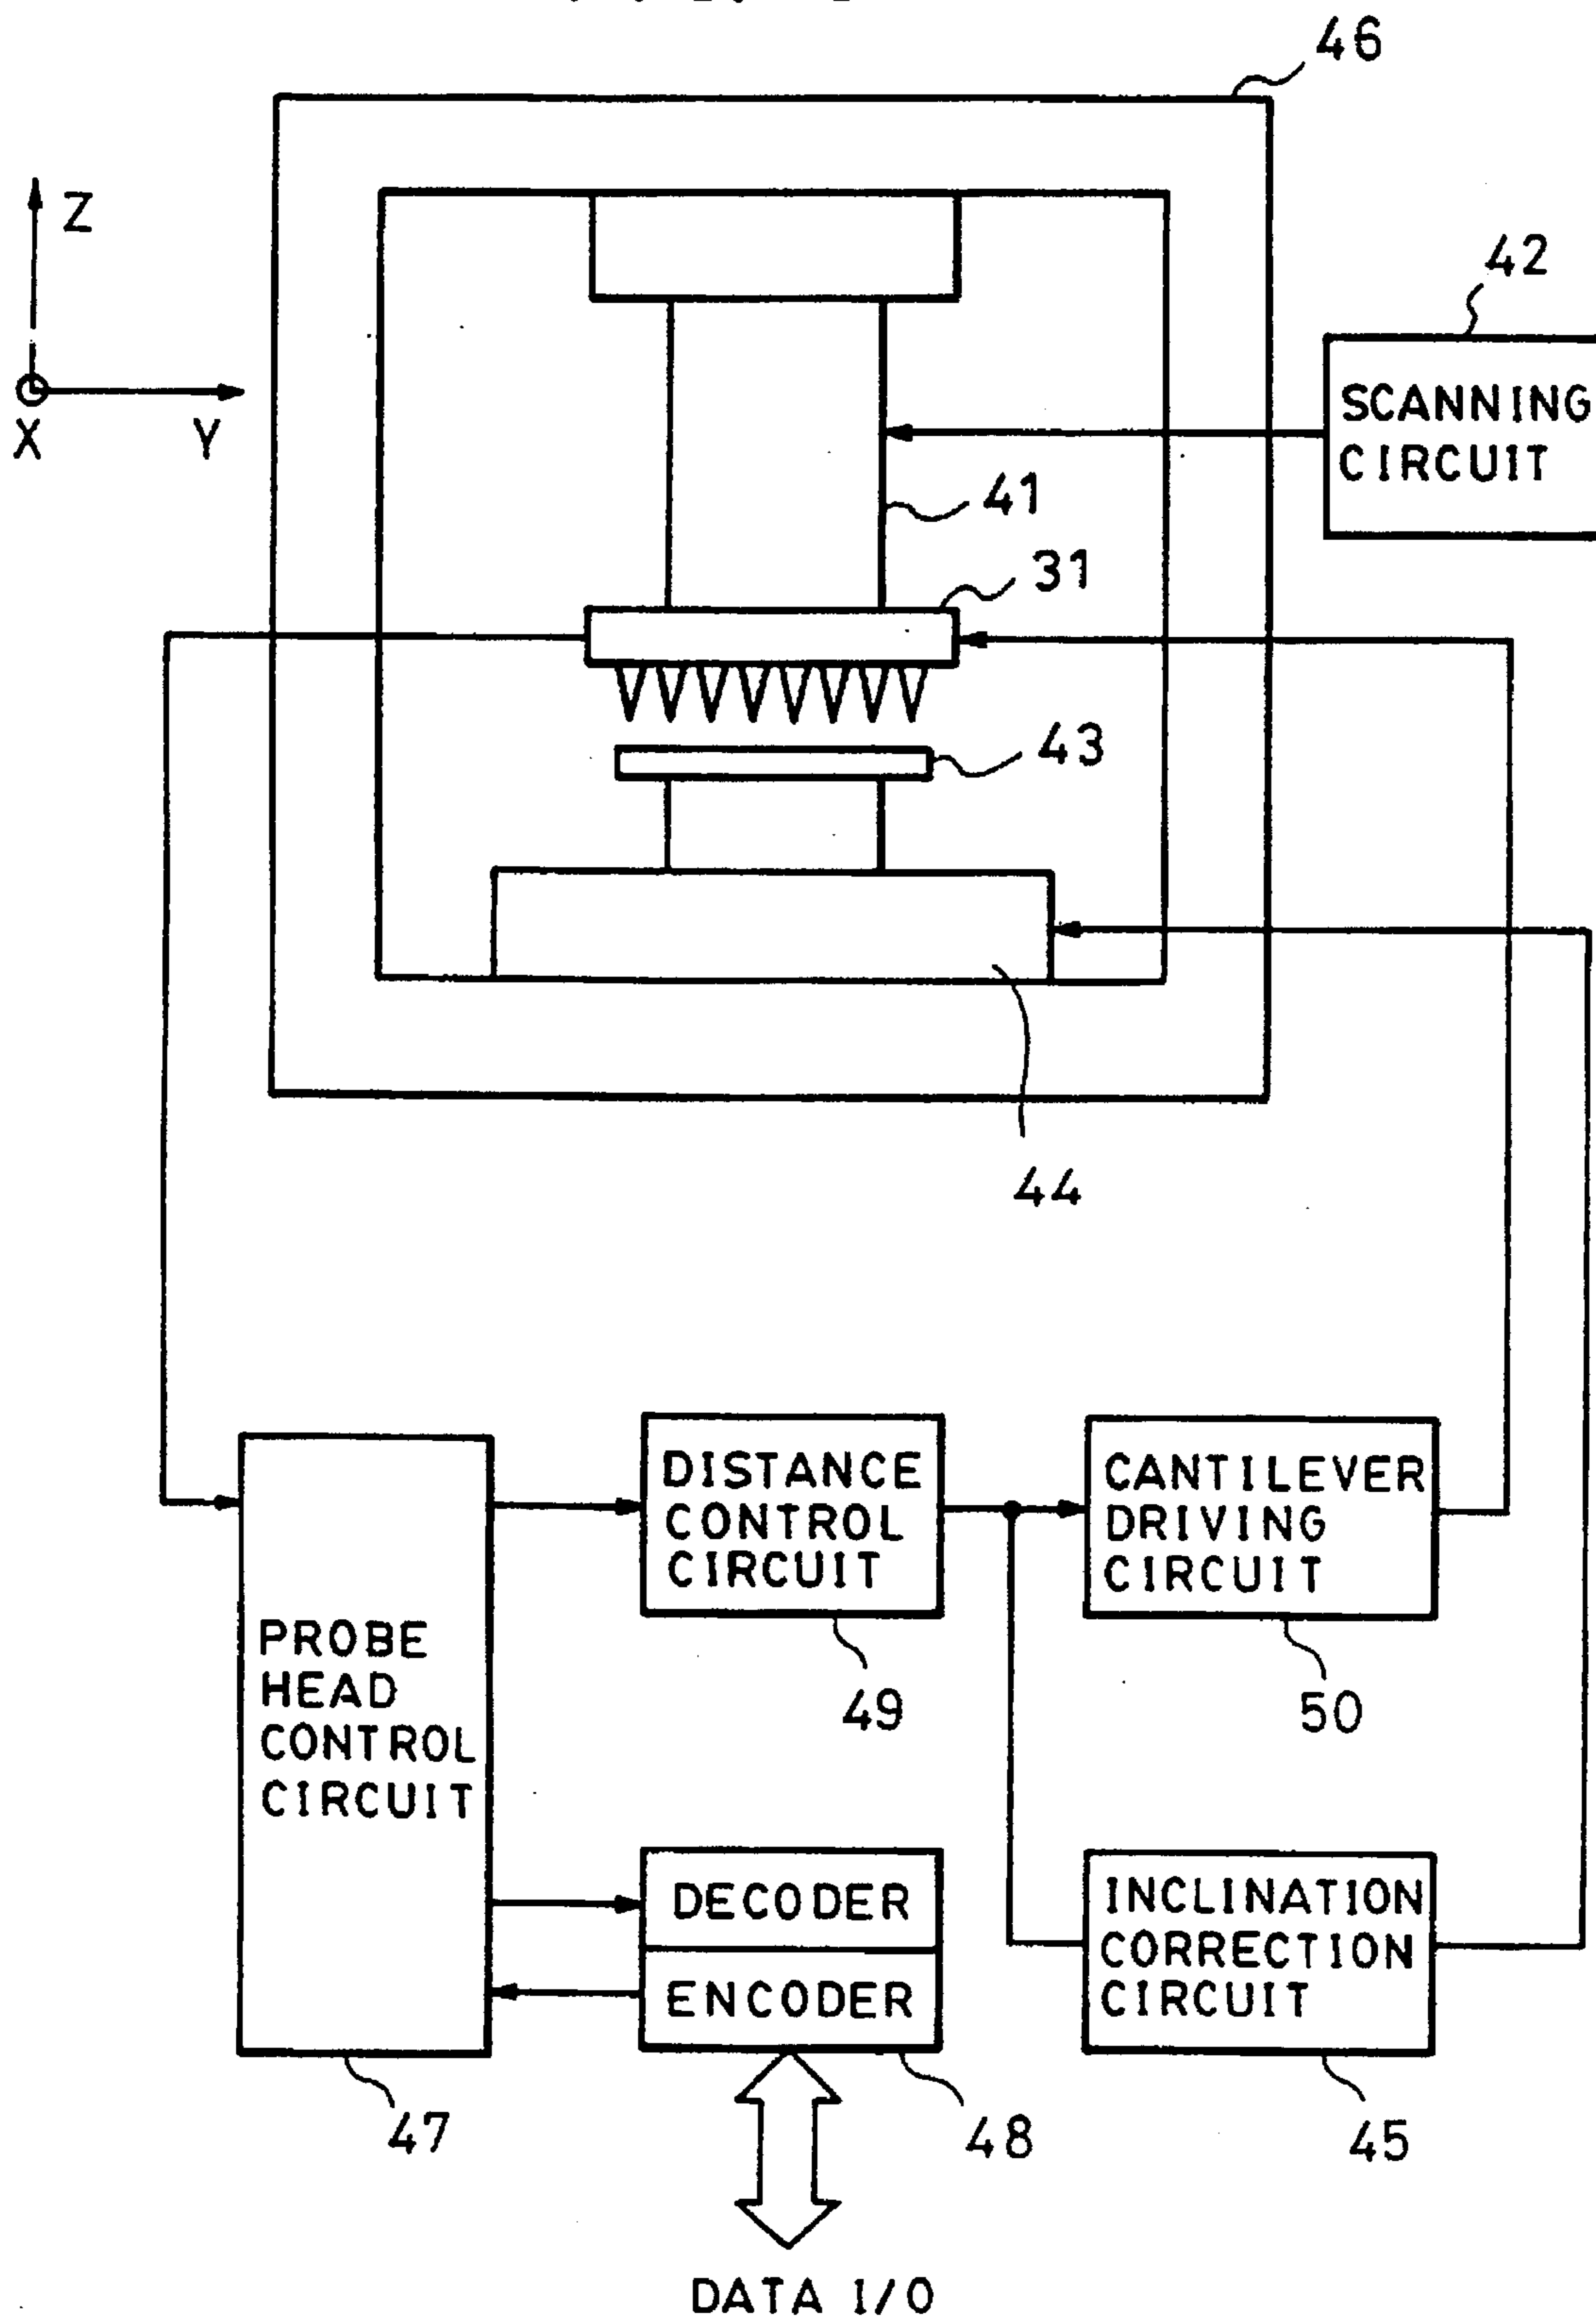 46
Z
X
Y
42
SCANNING
CIRCUIT
41
31
43
44
DISTANCE
CONTROL
CIRCUIT
49
CANTILEVER
DRIVING
CIRCUIT
50
PROBE
HEAD
CONTROL
CIRCUIT
47
DECODER
ENCODER
48
INCLINATION
CORRECTION
CIRCUIT
45
DATA I/O